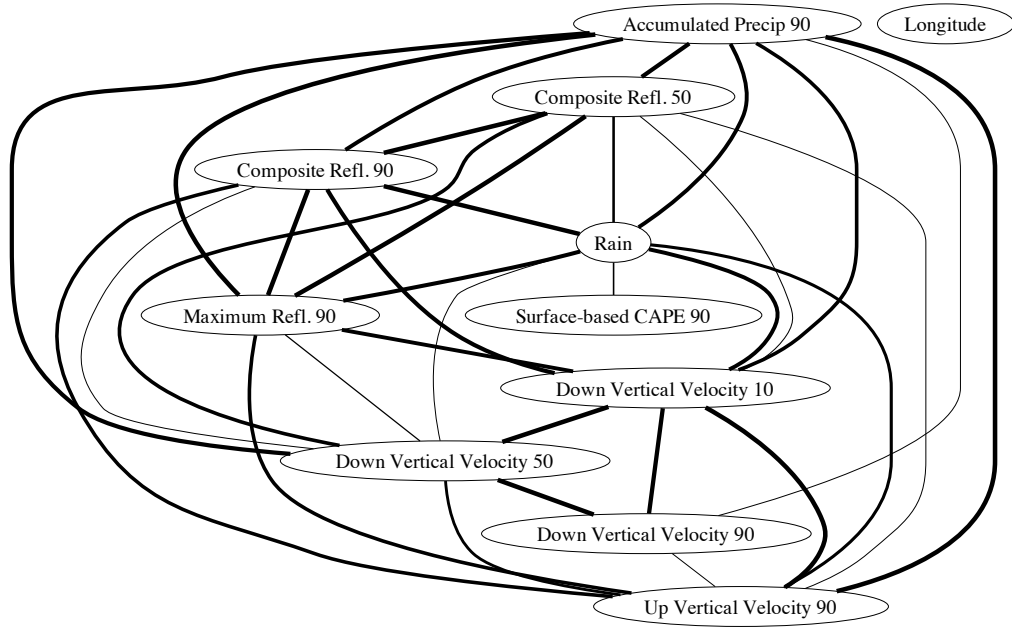 Accumulated Precip 90
Longitude
Composite Refl. 50
Composite Refl. 90
Rain
Maximum Refl. 90
Surface-based CAPE 90
Down Vertical Velocity 10
Down Vertical Velocity 50
Down Vertical Velocity 90
Up Vertical Velocity 90